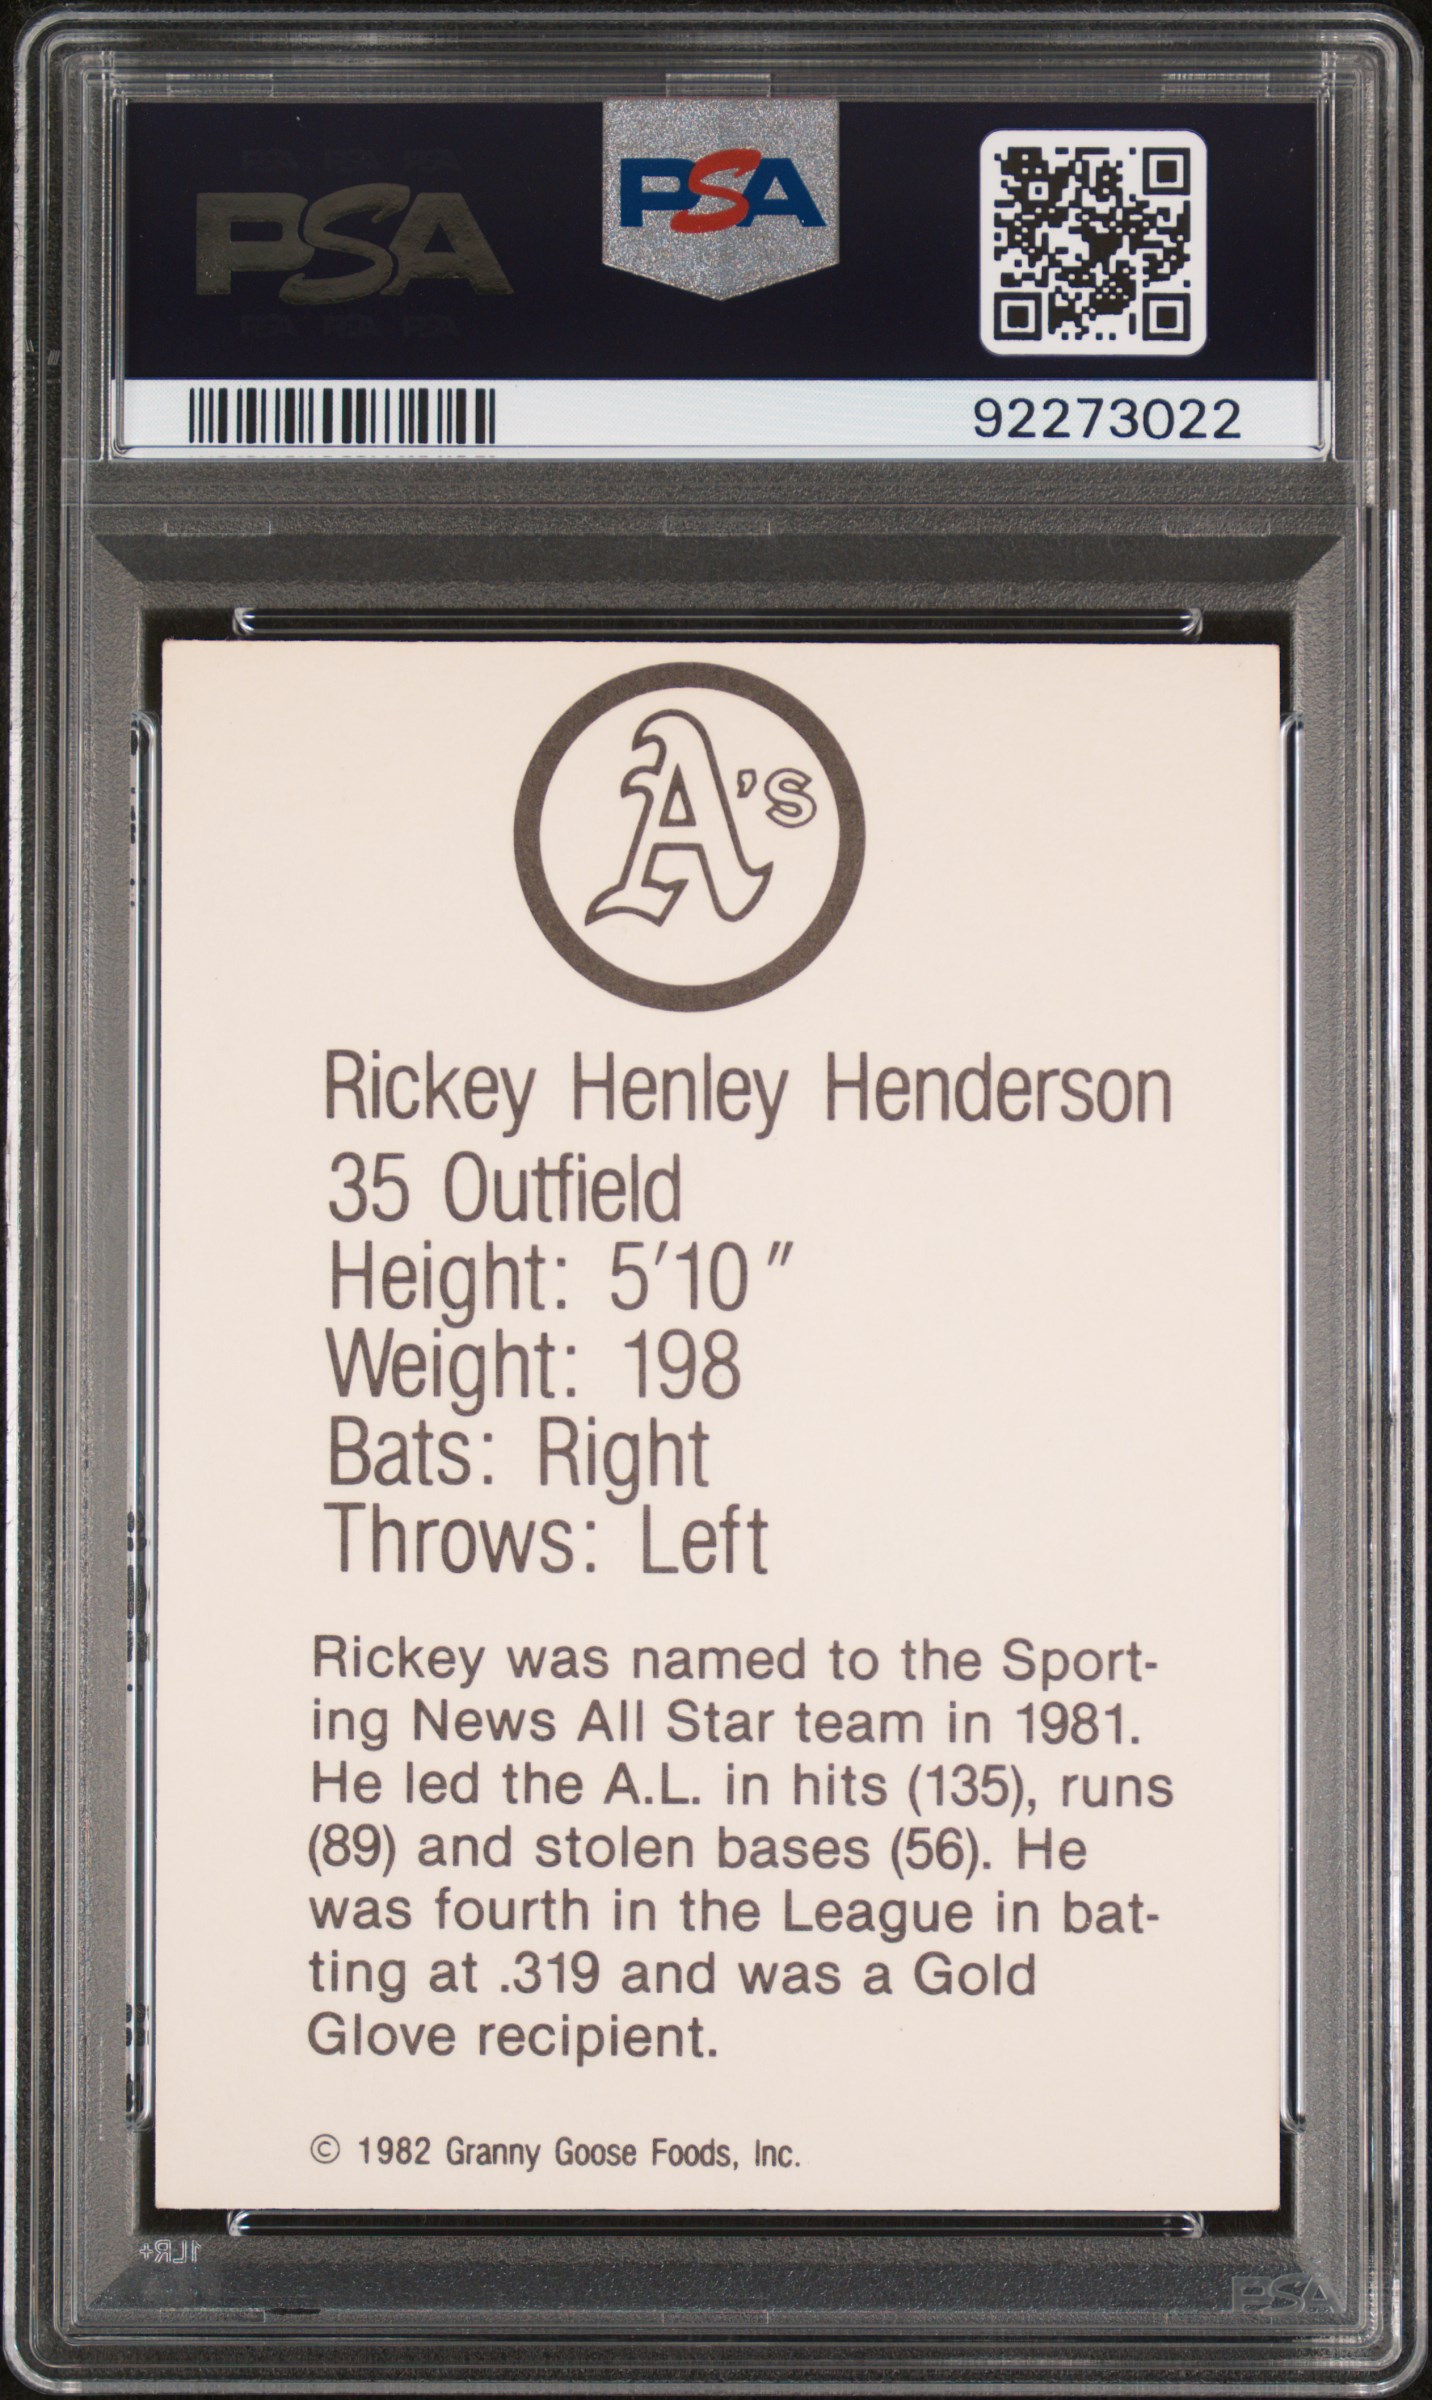 PSA
PSA
92273022
A's
Rickey Henley Henderson
35 Outfield
Height: 5'10"
Weight: 198
Bats: Right
Throws: Left
Rickey was named to the Sport-
ing News All Star team in 1981.
He led the A.L. in hits (135), runs
(89) and stolen bases (56). He
was fourth in the League in bat-
ting at .319 and was a Gold
Glove recipient.
© 1982 Granny Goose Foods, Inc.
1LR+
PSA